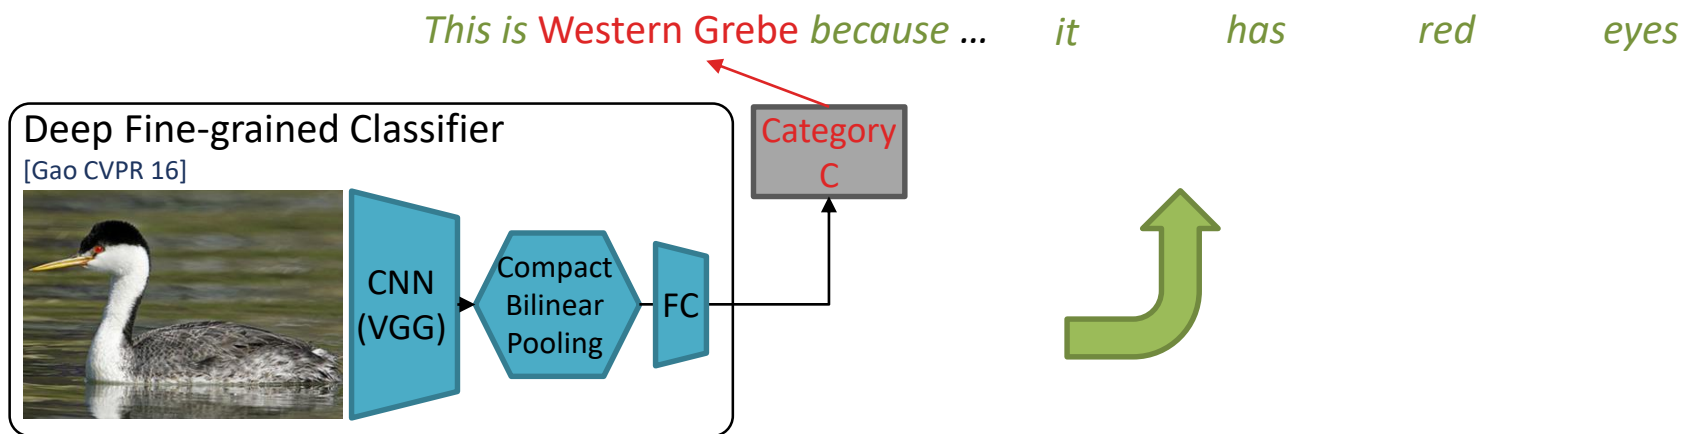 This is Western Grebe because ... it has red eyes
Deep Fine-grained Classifier
[Gao CVPR 16]
Category
C
CNN
(VGG)
Compact
Bilinear
Pooling
FC